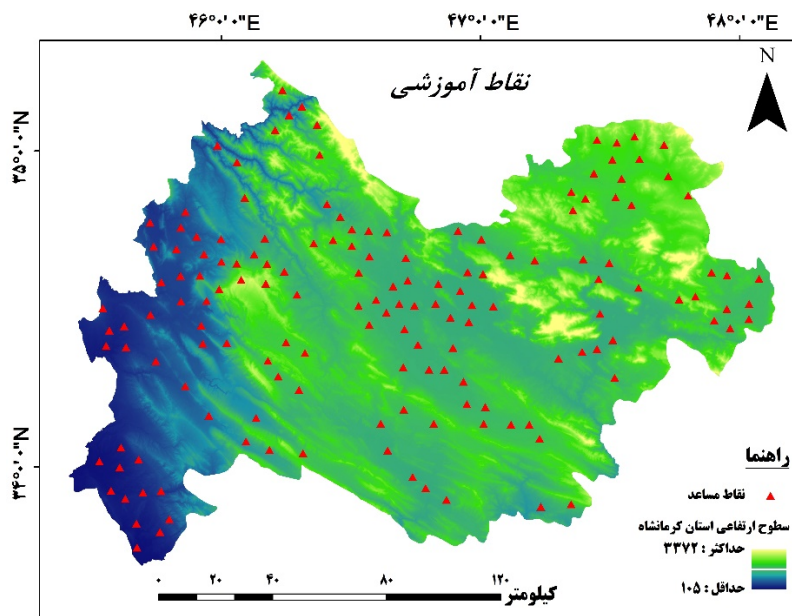 ۴۶°۰'۰"E
۴۷°۰'۰"E
۴۸°۰'۰"E
نقاط آموزشی
N
۳۵°۰'۰"N
۳۴°۰'۰"N
راهنما
نقاط مساعد
سطوح ارتفاعی استان کرمانشاه
حداکثر : ۳۳۷۲
حداقل : ۱۰۵
۰ ۲۰ ۴۰ ۸۰ ۱۲۰
کیلومتر